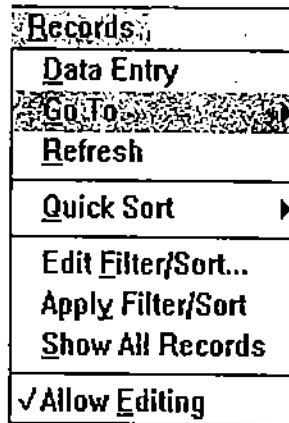 Records
Data Entry
Go To
Refresh
Quick Sort
Edit Filter/Sort...
Apply Filter/Sort
Show All Records
√Allow Editing